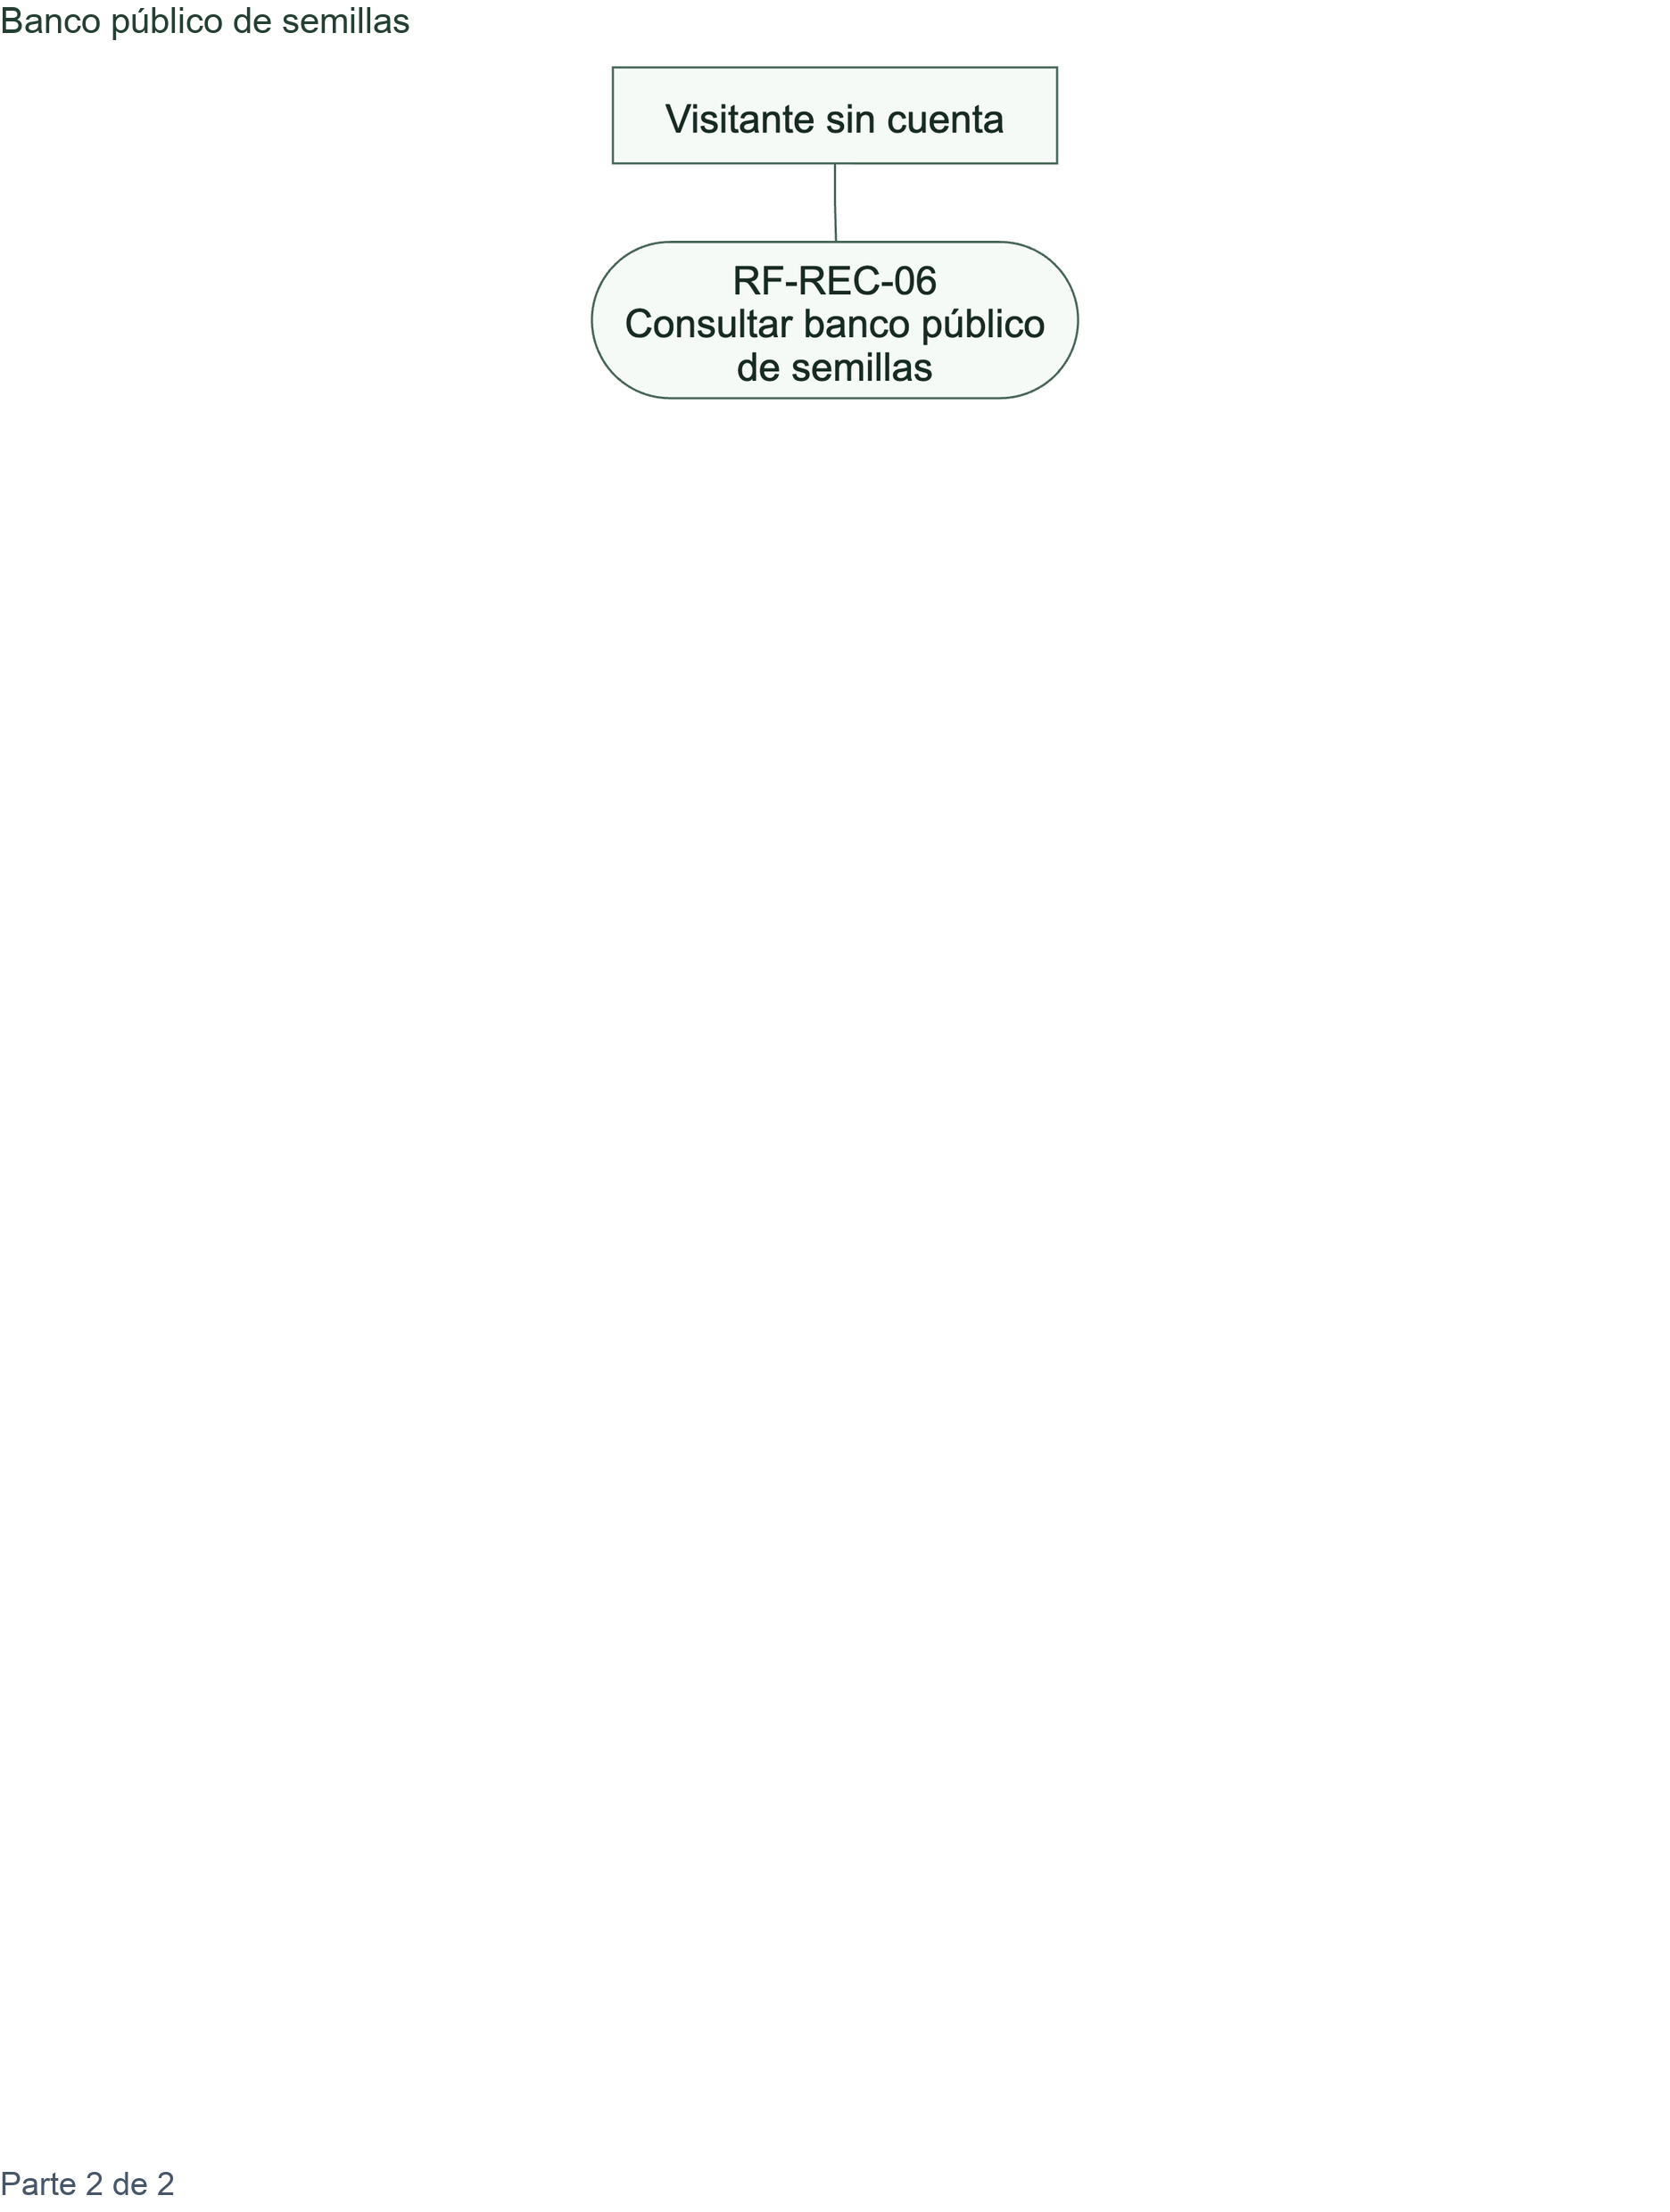 Banco público de semillas
Visitante sin cuenta
RF-REC-06
Consultar banco público
de semillas
Parte 2 de 2